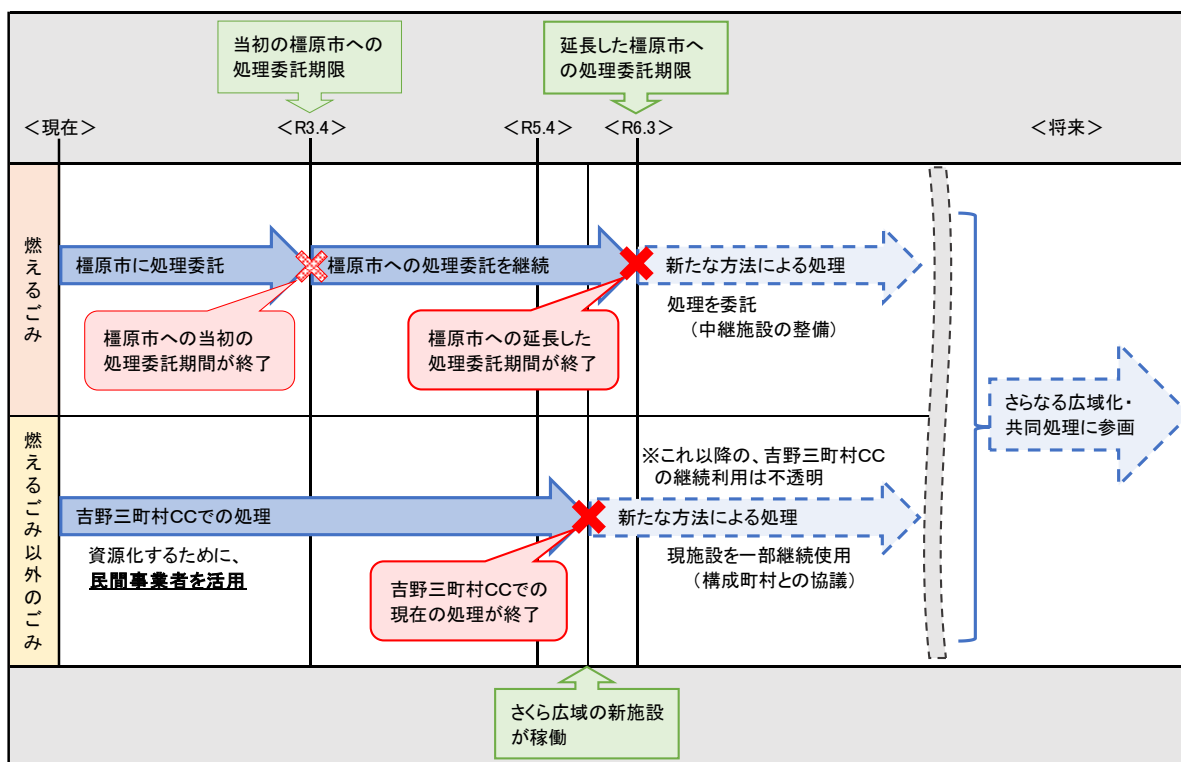 当初の橿原市への
処理委託期限
延長した橿原市へ
の処理委託期限
＜現在＞
＜R3.4＞
＜R5.4＞
＜R6.3＞
＜将来＞
燃えるごみ
橿原市に処理委託
橿原市への処理委託を継続
新たな方法による処理
処理を委託
（中継施設の整備）
橿原市への当初の
処理委託期間が終了
橿原市への延長した
処理委託期間が終了
さらなる広域化・
共同処理に参画
燃えるごみ以外のごみ
※これ以降の、吉野三町村CC
の継続利用は不透明
吉野三町村CCでの処理
新たな方法による処理
資源化するために、
民間事業者を活用
現施設を一部継続使用
（構成町村との協議）
吉野三町村CCでの
現在の処理が終了
さくら広域の新施設
が稼働